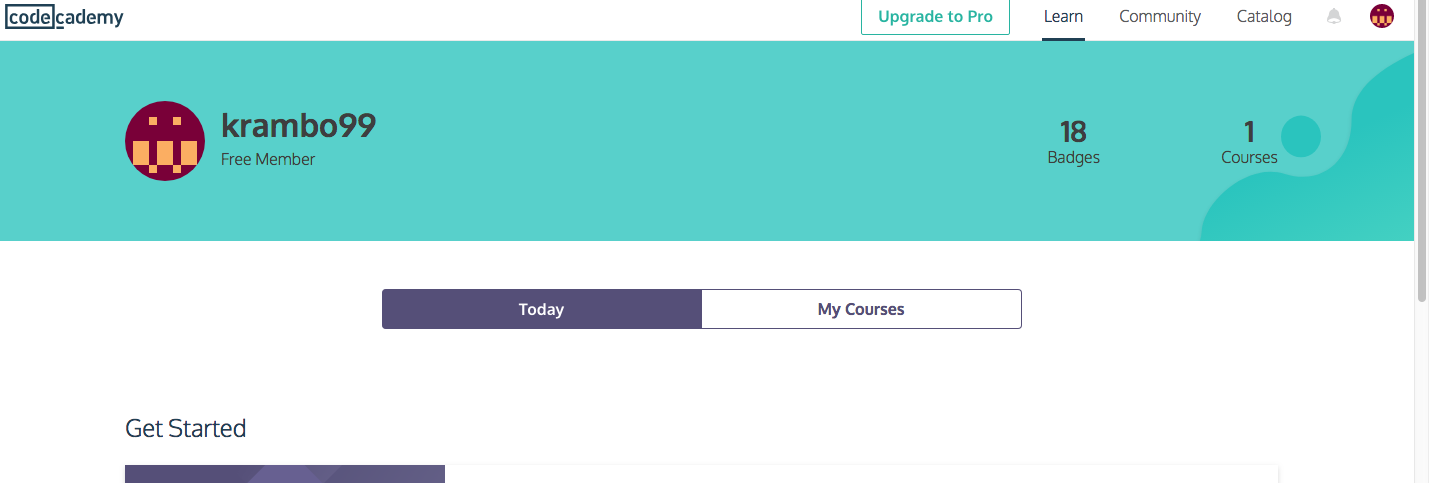 codecademy
Upgrade to Pro
Learn
Community
Catalog
krambo99
Free Member
18
Badges
1
Courses
Today
My Courses
Get Started